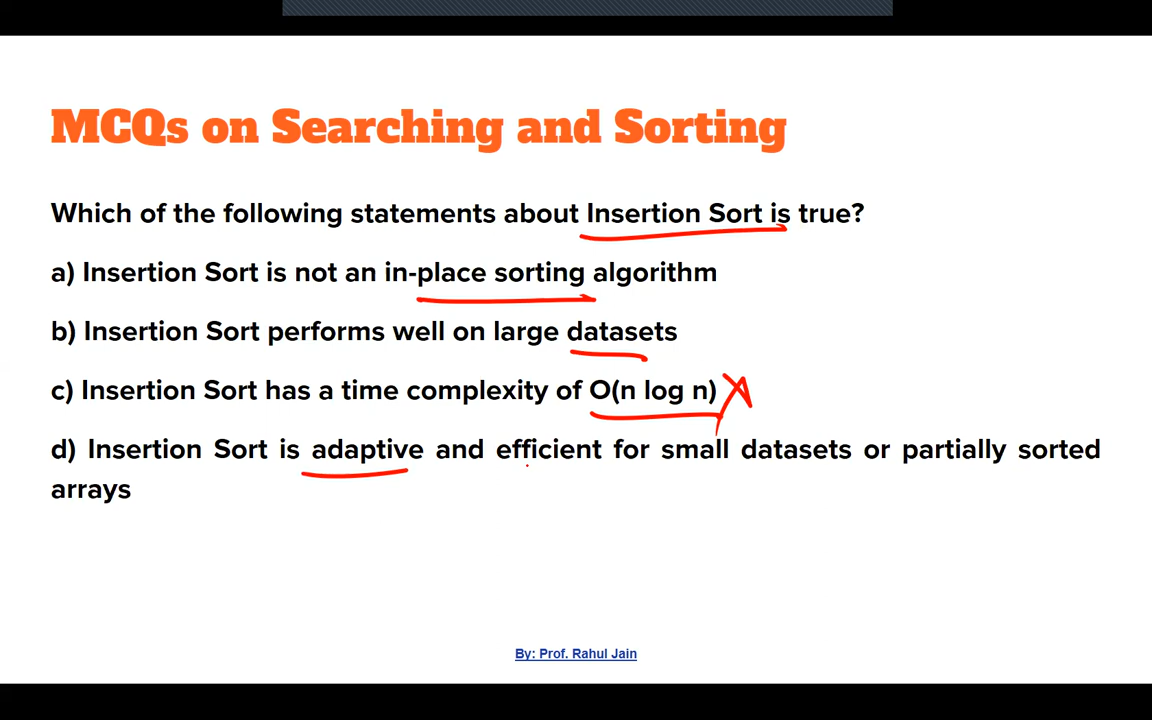 MCQs on Searching and Sorting
Which of the following statements about Insertion Sort is true?
a) Insertion Sort is not an in-place sorting algorithm
b) Insertion Sort performs well on large datasets
c) Insertion Sort has a time complexity of O(n log n)
d) Insertion Sort is adaptive and efficient for small datasets or partially sorted
arrays
By: Prof. Rahul Jain